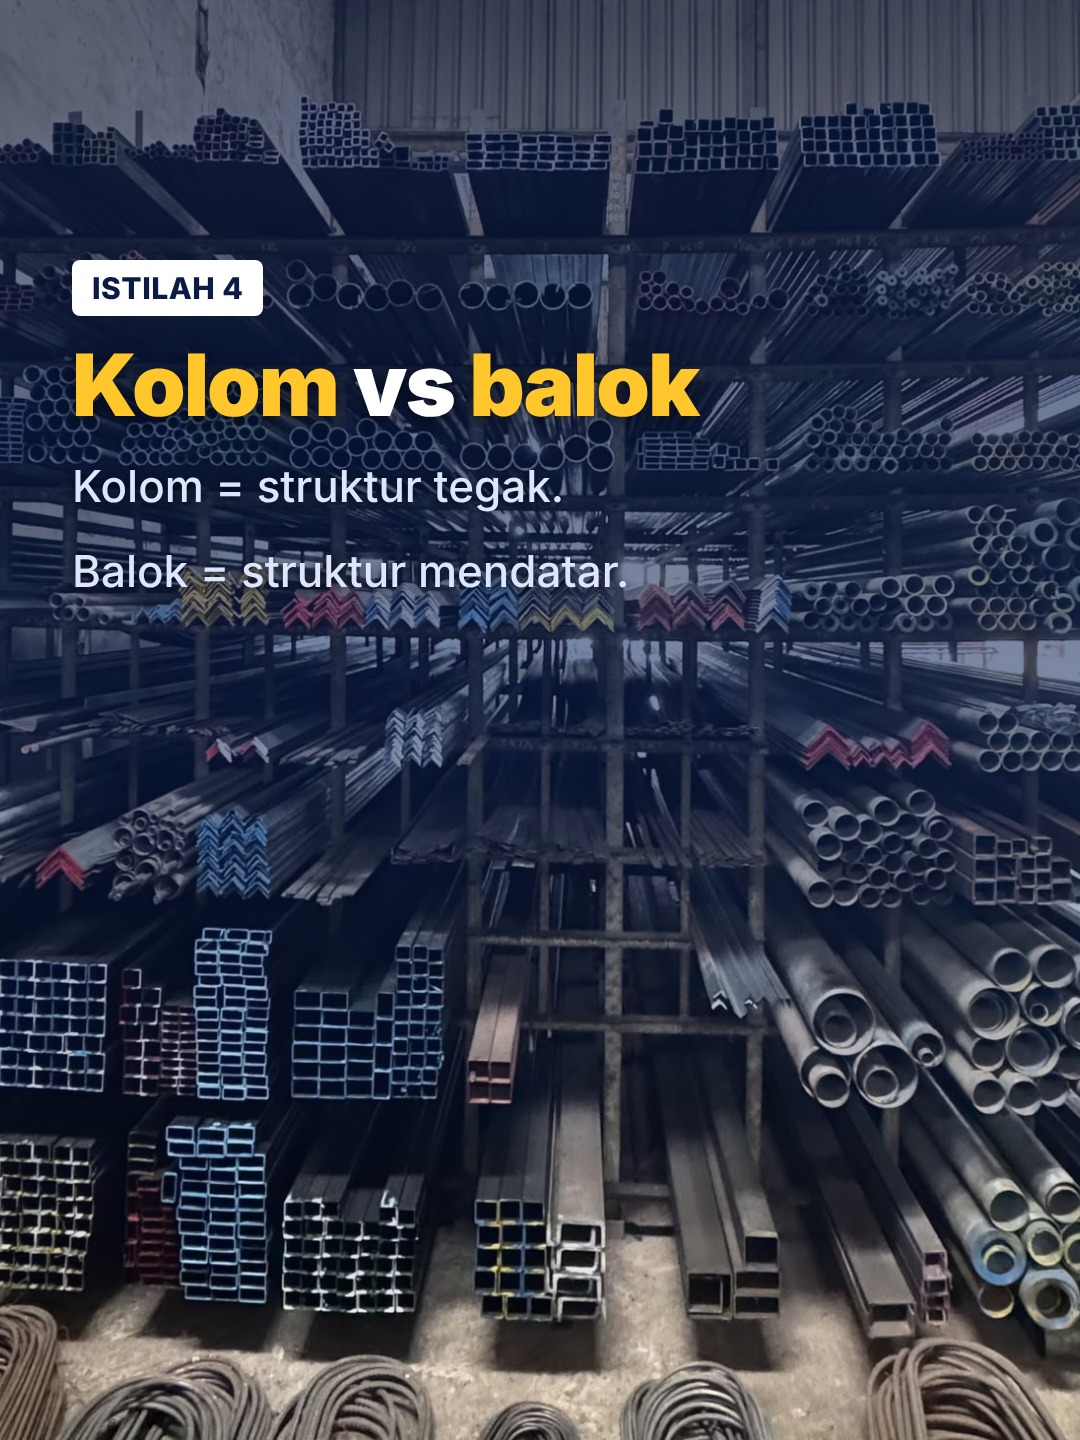 ISTILAH 4
Kolom vs balok
Kolom = struktur tegak.
Balok = struktur mendatar.